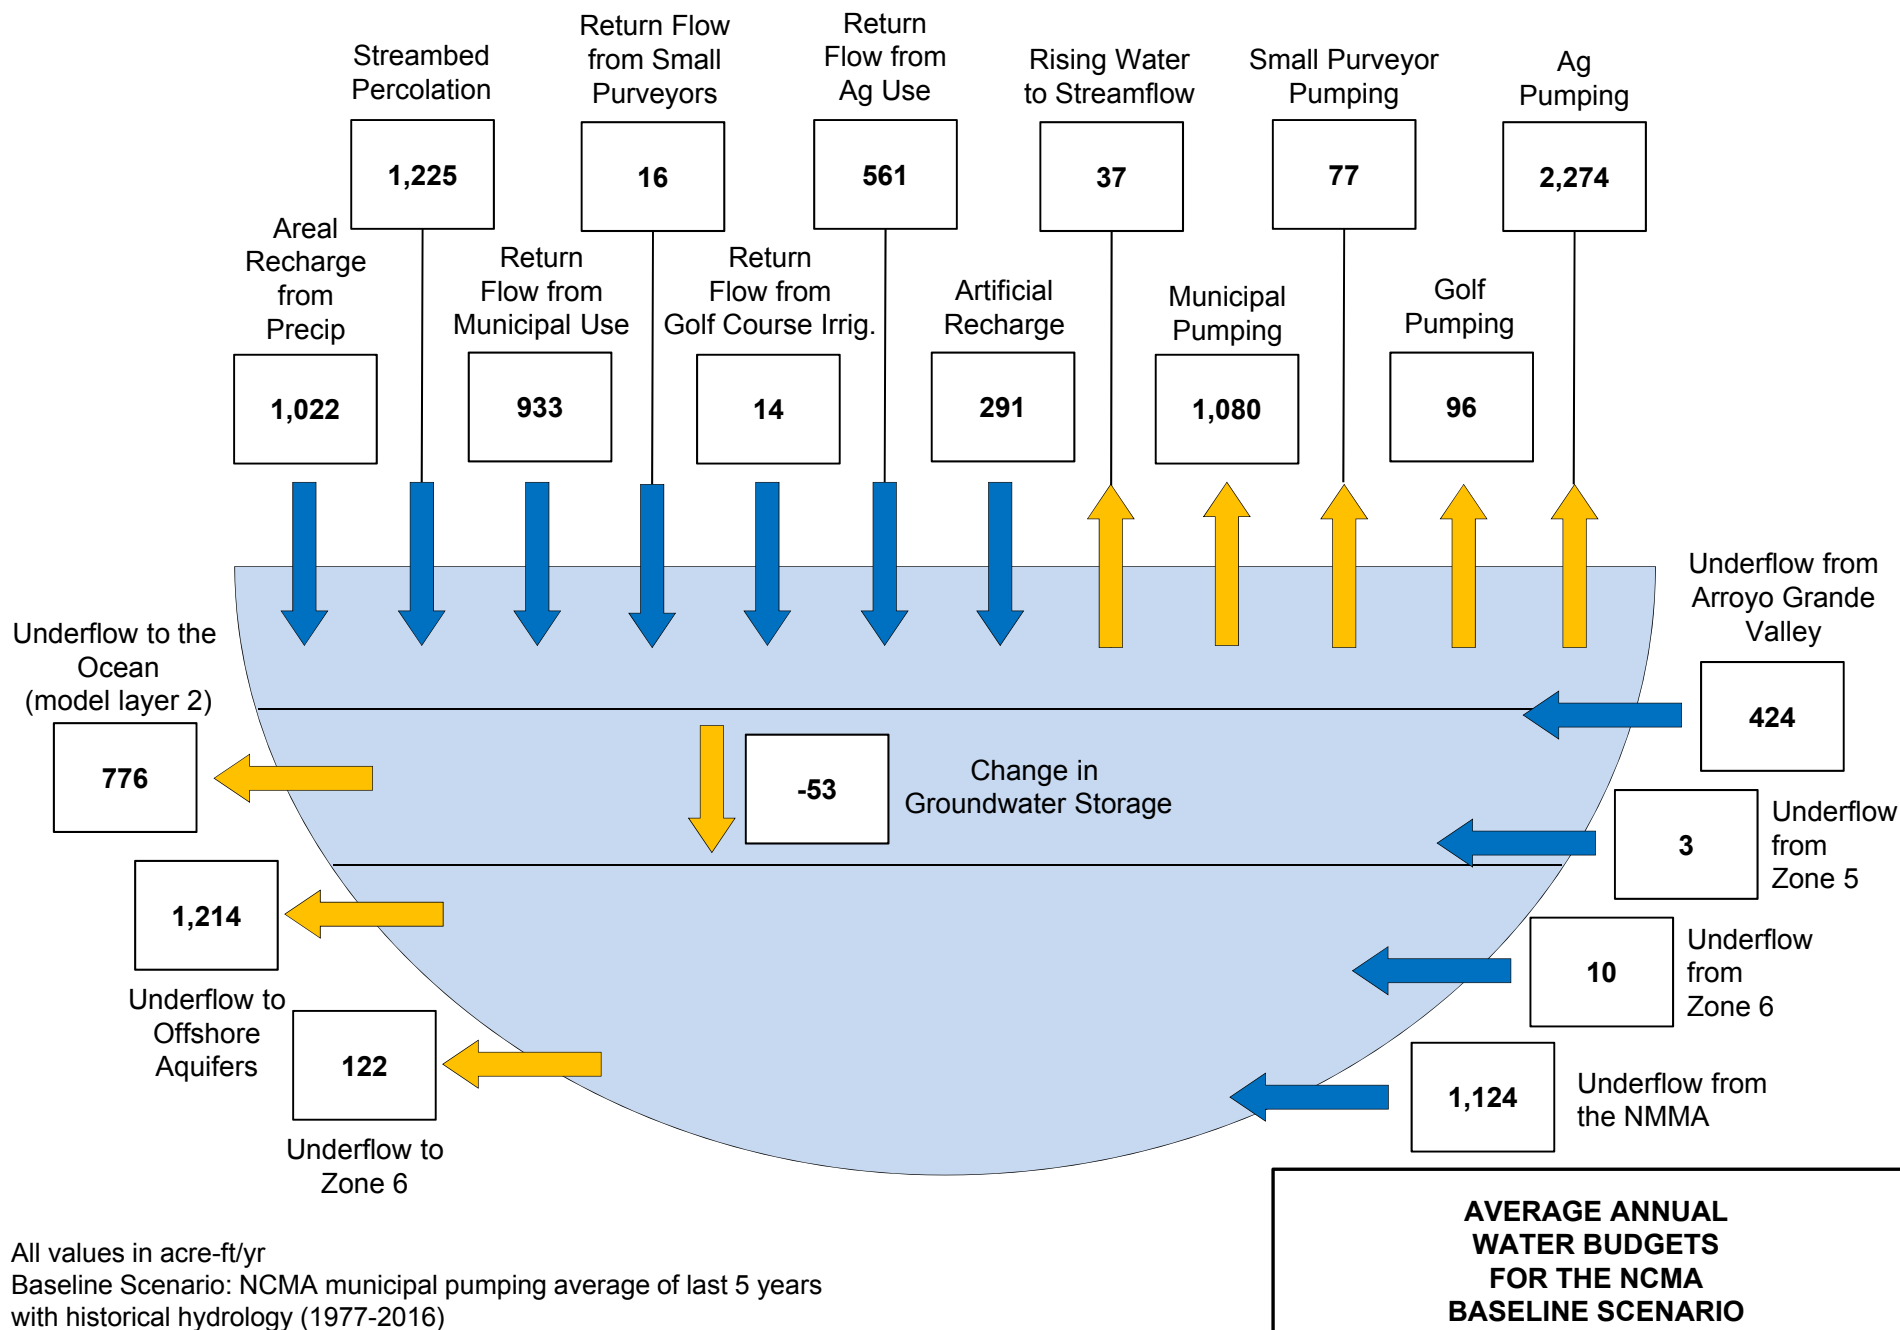 Streambed
Percolation
1,225
Return Flow
from Small
Purveyors
16
Return
Flow from
Ag Use
561
Rising Water
to Streamflow
37
Small Purveyor
Pumping
77
Ag
Pumping
2,274
Areal
Recharge
from
Precip
1,022
Return
Flow from
Municipal Use
933
Return
Flow from
Golf Course Irrig.
14
Artificial
Recharge
291
Municipal
Pumping
1,080
Golf
Pumping
96
Underflow from
Arroyo Grande
Valley
424
Underflow to the
Ocean
(model layer 2)
776
-53
Change in
Groundwater Storage
3
Underflow
from
Zone 5
1,214
Underflow to
Offshore
Aquifers
10
Underflow
from
Zone 6
122
Underflow to
Zone 6
1,124
Underflow from
the NMMA
All values in acre-ft/yr
Baseline Scenario: NCMA municipal pumping average of last 5 years
with historical hydrology (1977-2016)
AVERAGE ANNUAL
WATER BUDGETS
FOR THE NCMA
BASELINE SCENARIO